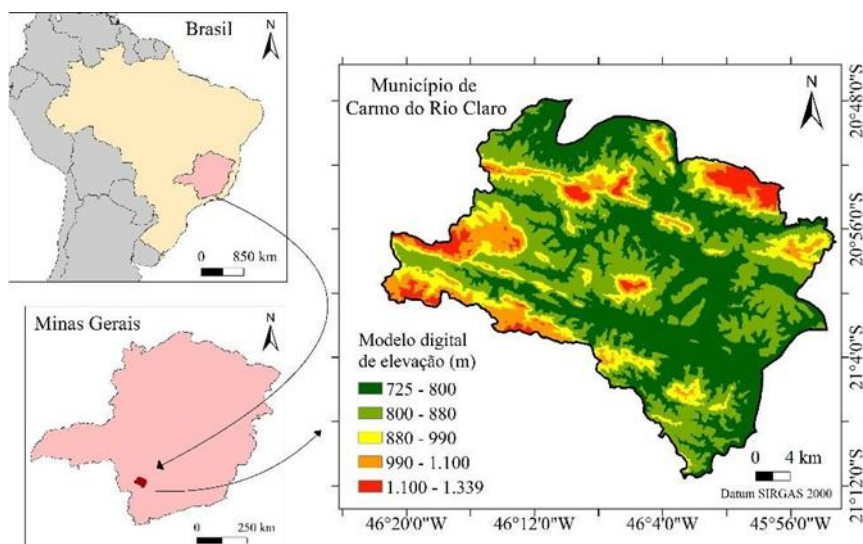 Brasil
N
0 850 km
Minas Gerais
N
0 250 km
Município de
Carmo do Rio Claro
N
Modelo digital
de elevação (m)
725 - 800
800 - 880
880 - 990
990 - 1.100
1.100 - 1.339
0 4 km
Datum SIRGAS 2000
20°48'0"S
20°56'0"S
21°4'0"S
21°12'0"S
46°20'0"W
46°12'0"W
46°4'0"W
45°56'0"W